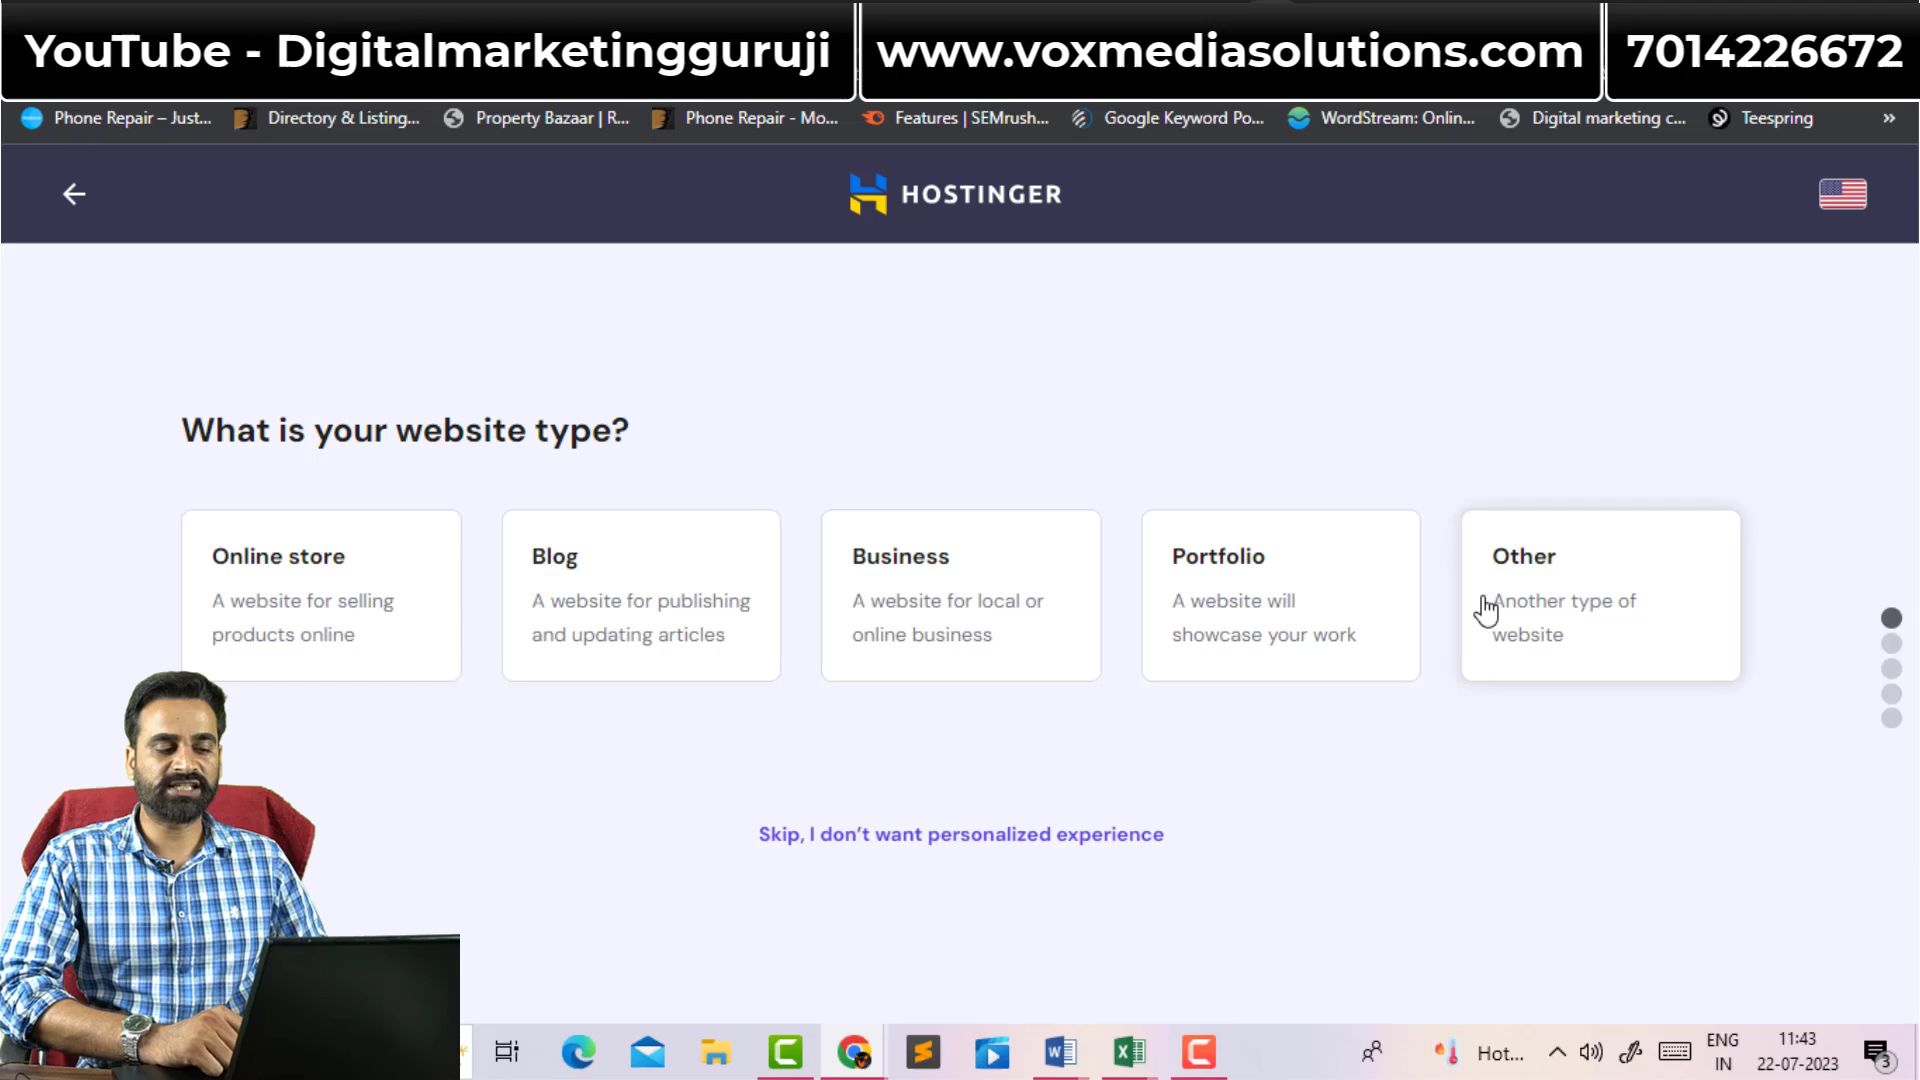 YouTube - Digitalmarketingguruji
www.voxmediasolutions.com
7014226672
Phone Repair – Just...
Directory & Listing...
Property Bazaar | R...
Phone Repair - Mo...
Features | SEMrush...
Google Keyword Po...
WordStream: Onlin...
Digital marketing c...
Teespring
»
HOSTINGER
What is your website type?
Online store
A website for selling
products online
Blog
A website for publishing
and updating articles
Business
A website for local or
online business
Portfolio
A website will
showcase your work
Other
Another type of
website
Skip, I don't want personalized experience
Hot...
ENG
IN
11:43
22-07-2023
3